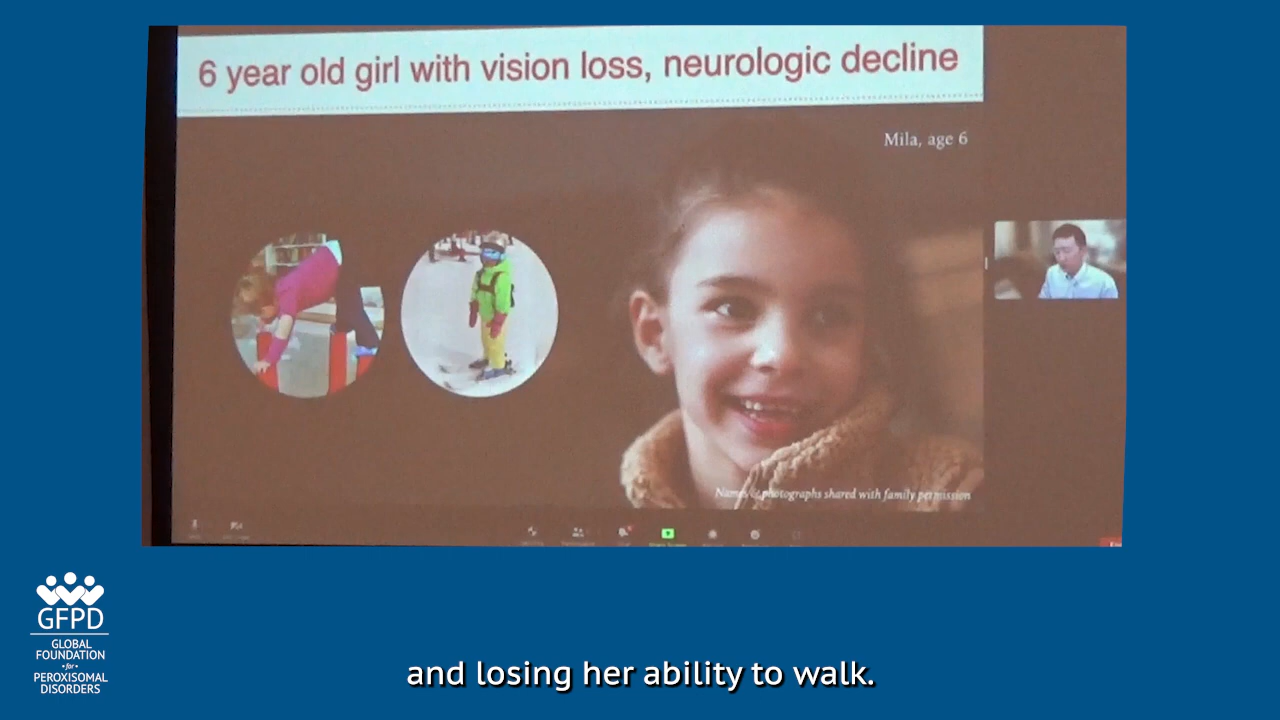 6 year old girl with vision loss, neurologic decline
Mila, age 6
Names & photographs shared with family permission
GFPD
GLOBAL
FOUNDATION
•for•
PEROXISOMAL
DISORDERS
and losing her ability to walk.